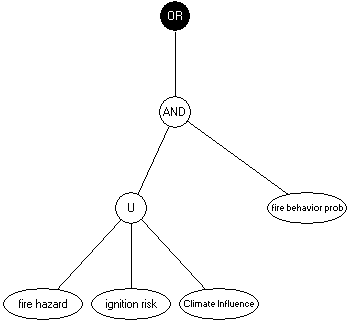 OR
AND
U
fire behavior prob
fire hazard
ignition risk
Climate Influence